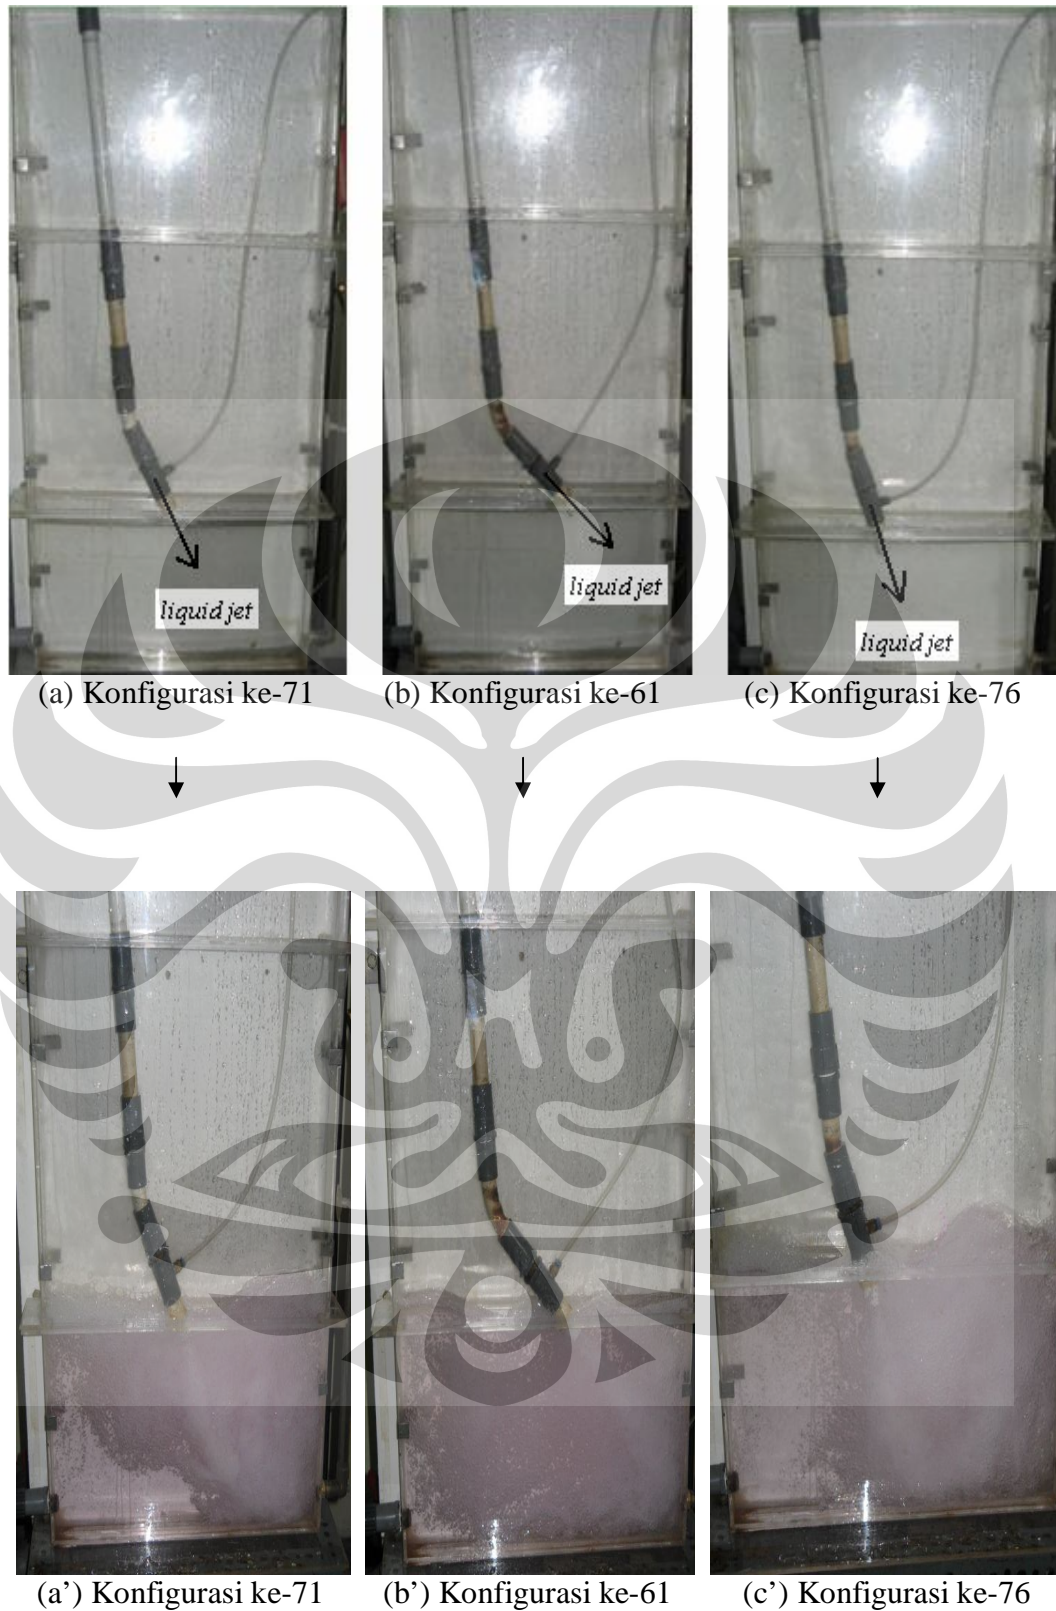 liquid jet
liquid jet
liquid jet
(a) Konfigurasi ke-71
(b) Konfigurasi ke-61
(c) Konfigurasi ke-76
(a’) Konfigurasi ke-71
(b’) Konfigurasi ke-61
(c’) Konfigurasi ke-76